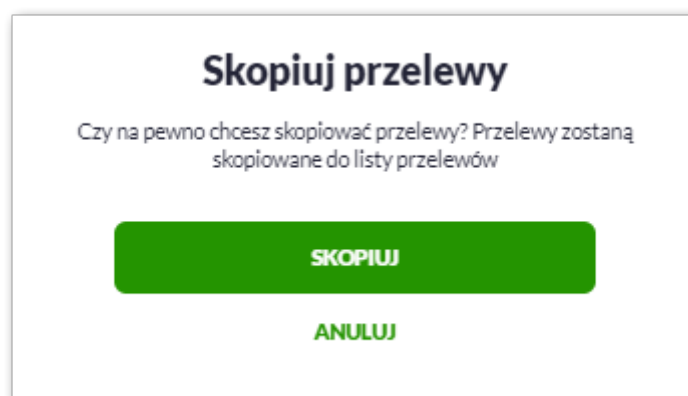 Skopiuj przelewy
Czy na pewno chcesz skopiować przelewy? Przelewy zostaną
skopiowane do listy przelewów
SKOPIUJ
ANULUJ